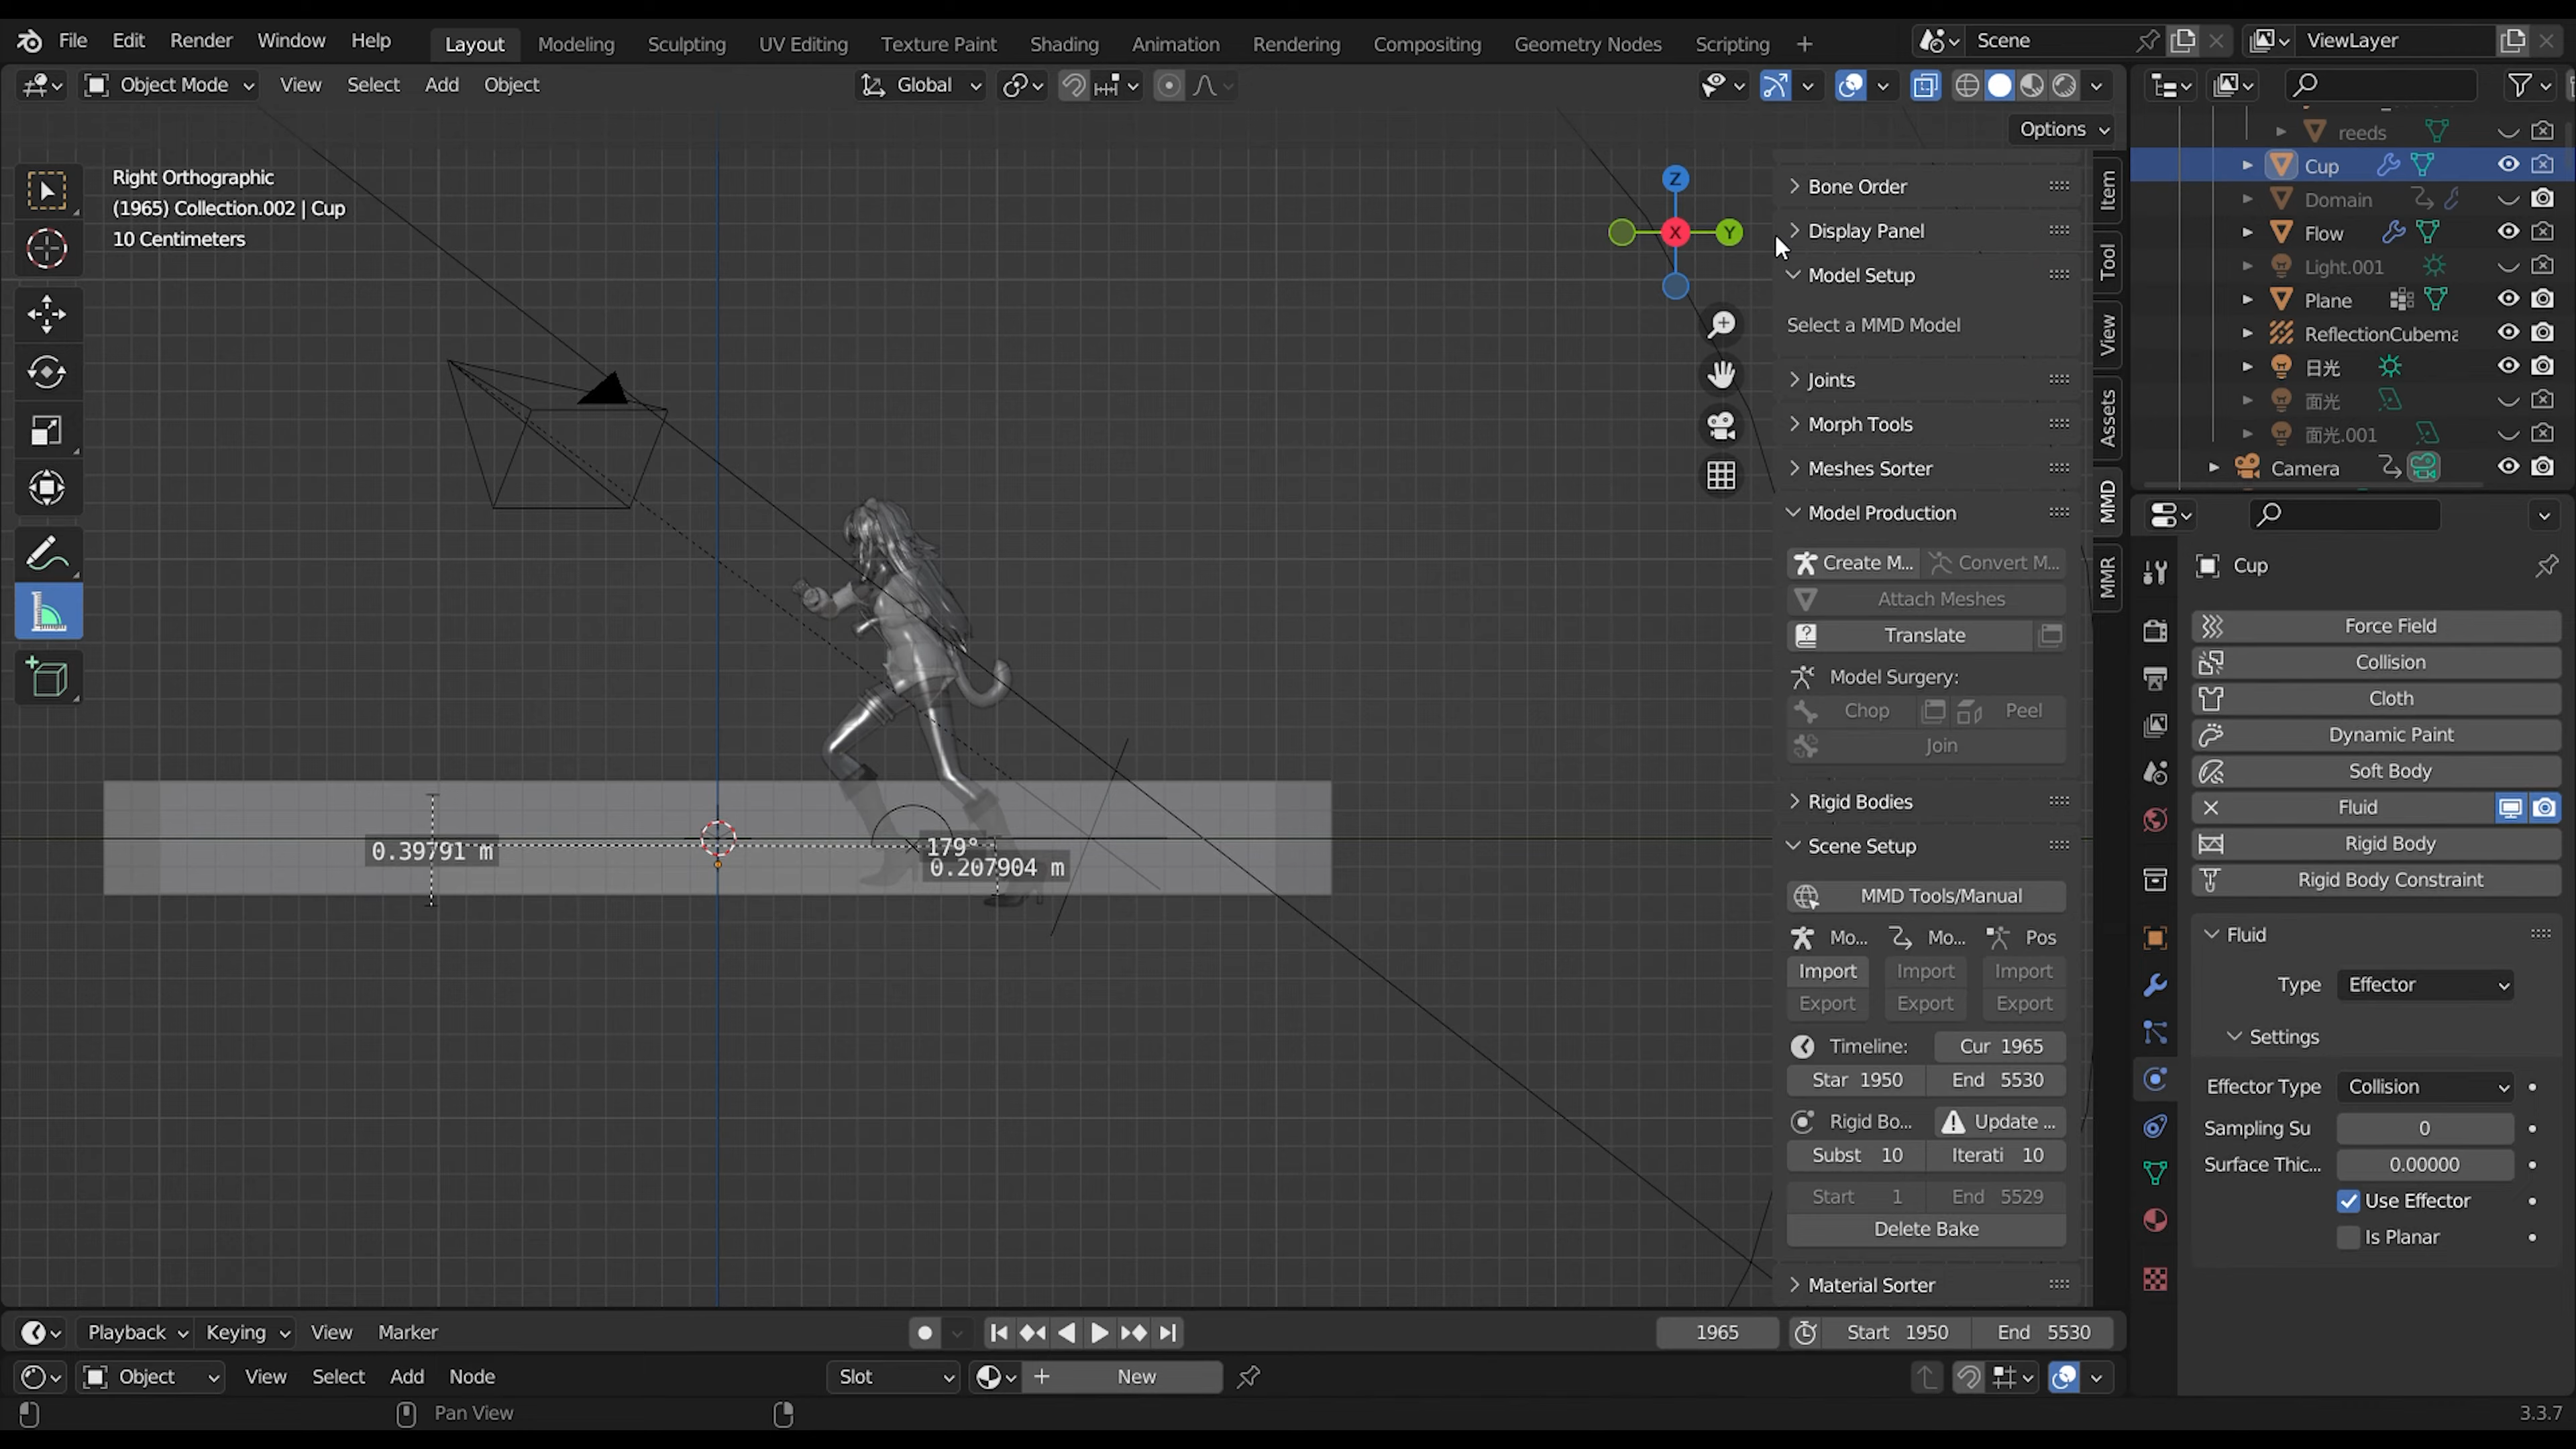 File Edit Render Window Help Layout Modeling Sculpting UV Editing Texture Paint Shading Animation Rendering Compositing Geometry Nodes Scripting Scene ViewLayer
Object Mode View Select Add Object Global
Options
Right Orthographic
(1965) Collection.002 | Cup
10 Centimeters
Z
X
Y
0.39791 m
179°
0.207904 m
Bone Order
Display Panel
Model Setup
Select a MMD Model
Joints
Morph Tools
Meshes Sorter
Model Production
Create M... Convert M...
Attach Meshes
Translate
Model Surgery:
Chop Peel
Join
Rigid Bodies
Scene Setup
MMD Tools/Manual
Mo... Mo... Pos
Import Import Import
Export Export Export
Timeline: Cur 1965
Star 1950 End 5530
Rigid Bo... Update ...
Subst 10 Iterati 10
Start 1 End 5529
Delete Bake
Material Sorter
Item
Tool
View
Assets
MMD
MMR
reeds
Cup
Domain
Flow
Light.001
Plane
ReflectionCubema
日光
面光
面光.001
Camera
Cup
Force Field
Collision
Cloth
Dynamic Paint
Soft Body
Fluid
Rigid Body
Rigid Body Constraint
Fluid
Type Effector
Settings
Effector Type Collision
Sampling Su 0
Surface Thic... 0.00000
Use Effector
Is Planar
Playback Keying View Marker 1965 Start 1950 End 5530
Object View Select Add Node Slot New
Pan View 3.3.7